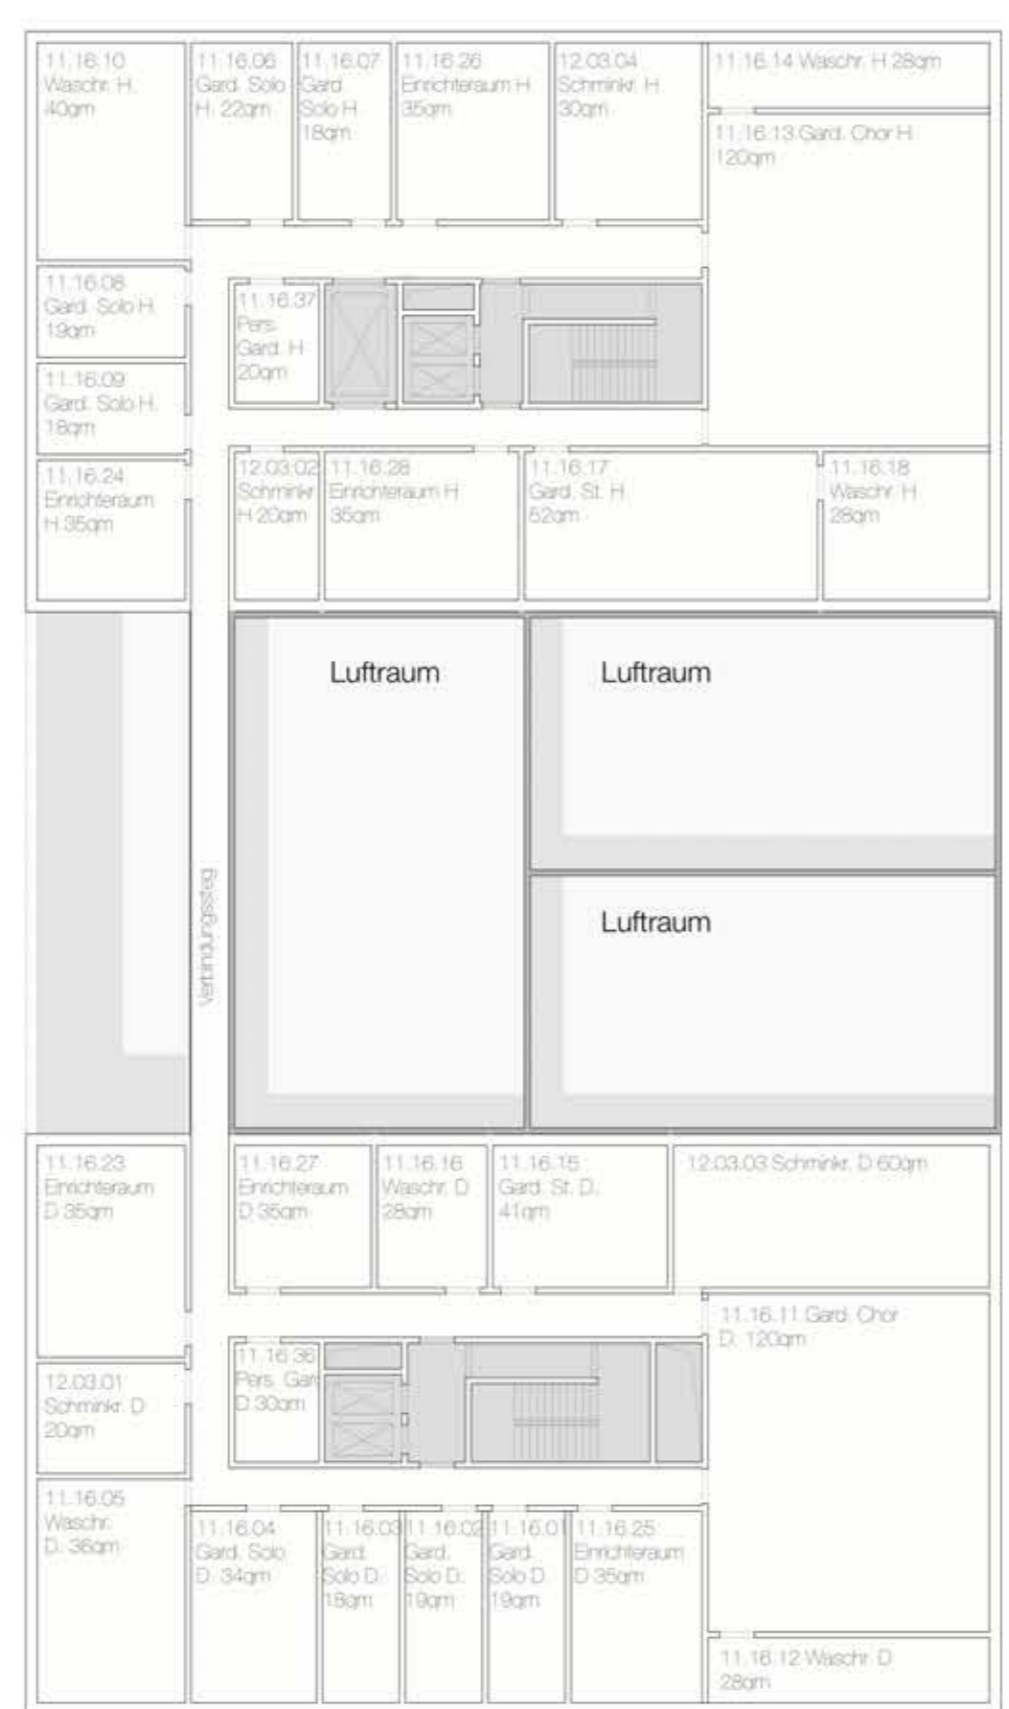 11.16.10
Waschr. H.
40qm
11.16.06
Gard. Solo
H. 22qm
11.16.07
Gard.
Solo H.
18qm
11.16.26
Einrichteraum H
35qm
12.03.04
Schminkr. H
30qm
11.16.14 Waschr. H 28qm
11.16.13 Gard. Chor H.
120qm
11.16.08
Gard. Solo H.
19qm
11.16.37
Pers.
Gard. H
20qm
11.16.09
Gard. Solo H.
18qm
11.16.24
Einrichteraum
H 35qm
12.03.02
Schminkr
H 20qm
11.16.28
Einrichteraum H
35qm
11.16.17
Gard. St. H.
52qm
11.16.18
Waschr. H
28qm
Luftraum
Luftraum
Luftraum
Verbindungssteg
11.16.23
Einrichteraum
D 35qm
11.16.27
Einrichteraum
D 35qm
11.16.16
Waschr. D
28qm
11.16.15
Gard. St. D.
41qm
12.03.03 Schminkr. D 60qm
11.16.11 Gard. Chor
D. 120qm
11.16.36
Pers. Gar
D 30qm
12.03.01
Schminkr. D
20qm
11.16.05
Waschr.
D. 36qm
11.16.04
Gard. Solo
D. 34qm
11.16.03
Gard.
Solo D.
18qm
11.16.02
Gard.
Solo D.
19qm
11.16.01
Gard.
Solo D.
19qm
11.16.25
Einrichteraum
D 35qm
11.16.12 Waschr. D
28qm